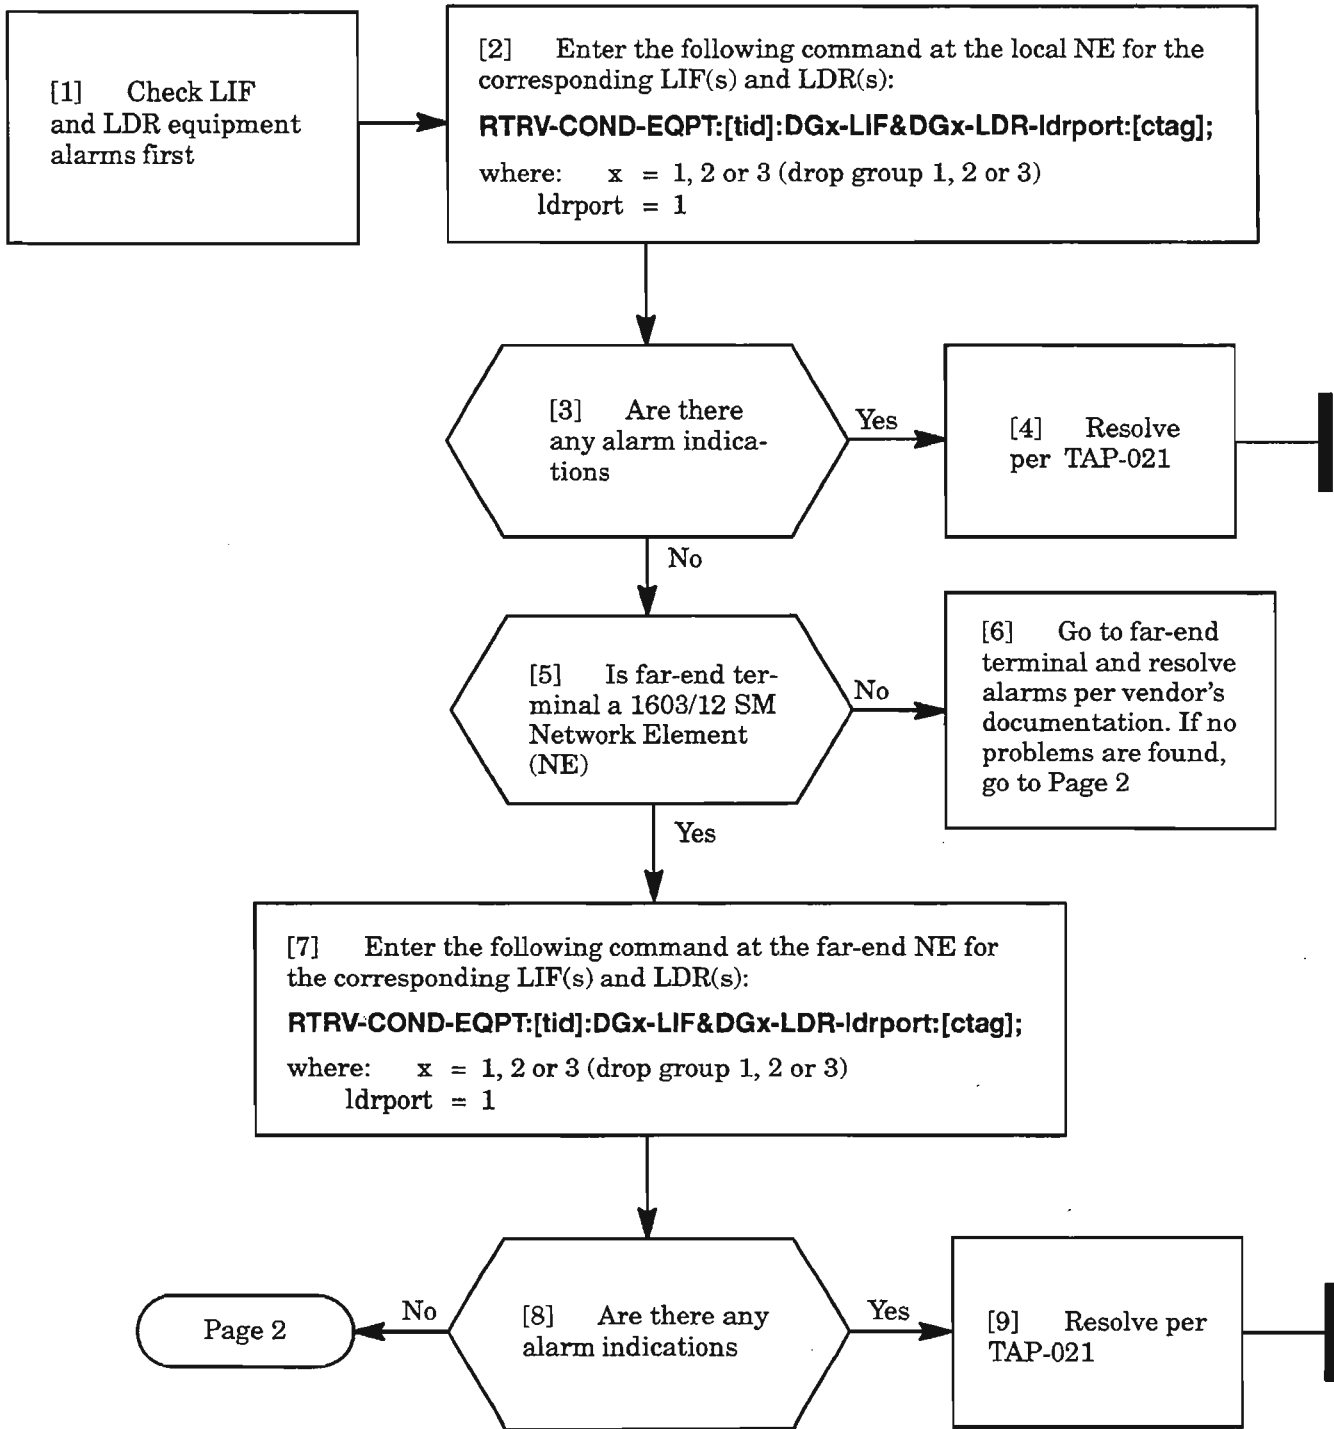 [1] Check LIF
and LDR equipment
alarms first
[2] Enter the following command at the local NE for the
corresponding LIF(s) and LDR(s):
RTRV-COND-EQPT:[tid]:DGx-LIF&DGx-LDR-ldrport:[ctag];
where: x = 1, 2 or 3 (drop group 1, 2 or 3)
ldrport = 1
[3] Are there
any alarm indica-
tions
Yes
[4] Resolve
per TAP-021
No
[5] Is far-end ter-
minal a 1603/12 SM
Network Element
(NE)
No
[6] Go to far-end
terminal and resolve
alarms per vendor's
documentation. If no
problems are found,
go to Page 2
Yes
[7] Enter the following command at the far-end NE for
the corresponding LIF(s) and LDR(s):
RTRV-COND-EQPT:[tid]:DGx-LIF&DGx-LDR-ldrport:[ctag];
where: x = 1, 2 or 3 (drop group 1, 2 or 3)
ldrport = 1
[8] Are there any
alarm indications
No
Page 2
Yes
[9] Resolve per
TAP-021